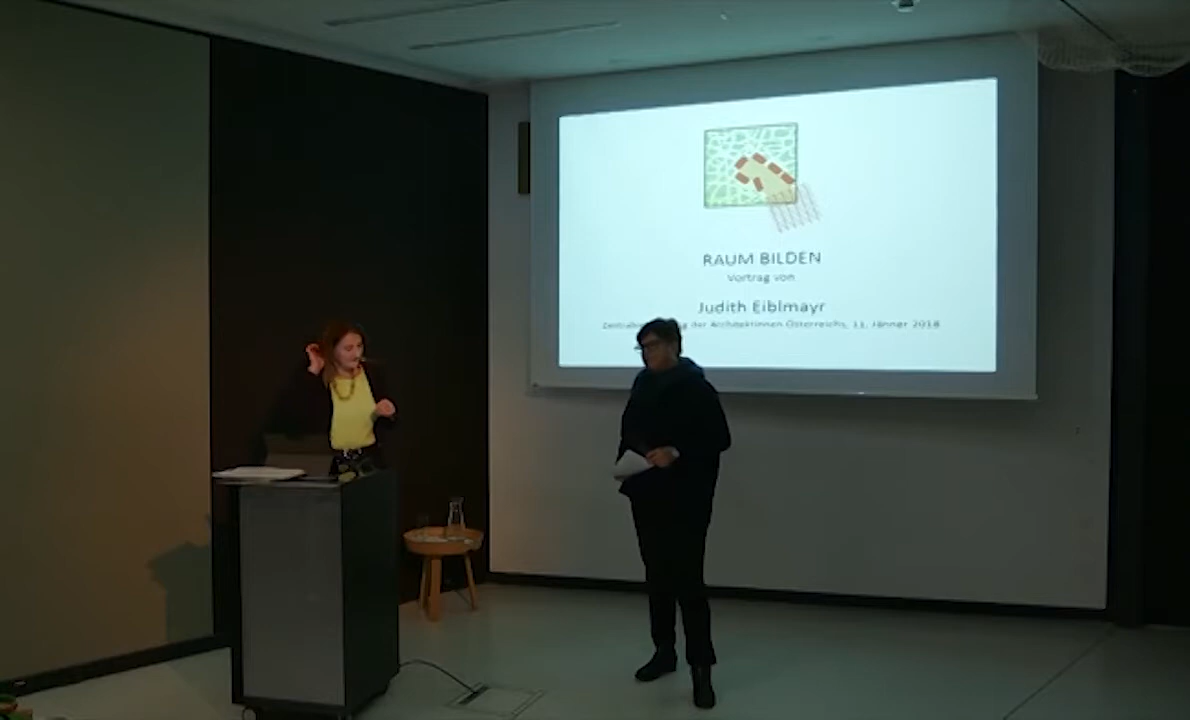 RAUM BILDEN
Vortrag von
Judith Eiblmayr
der ArchitektInnen Österreichs, 11. Jänner 2018